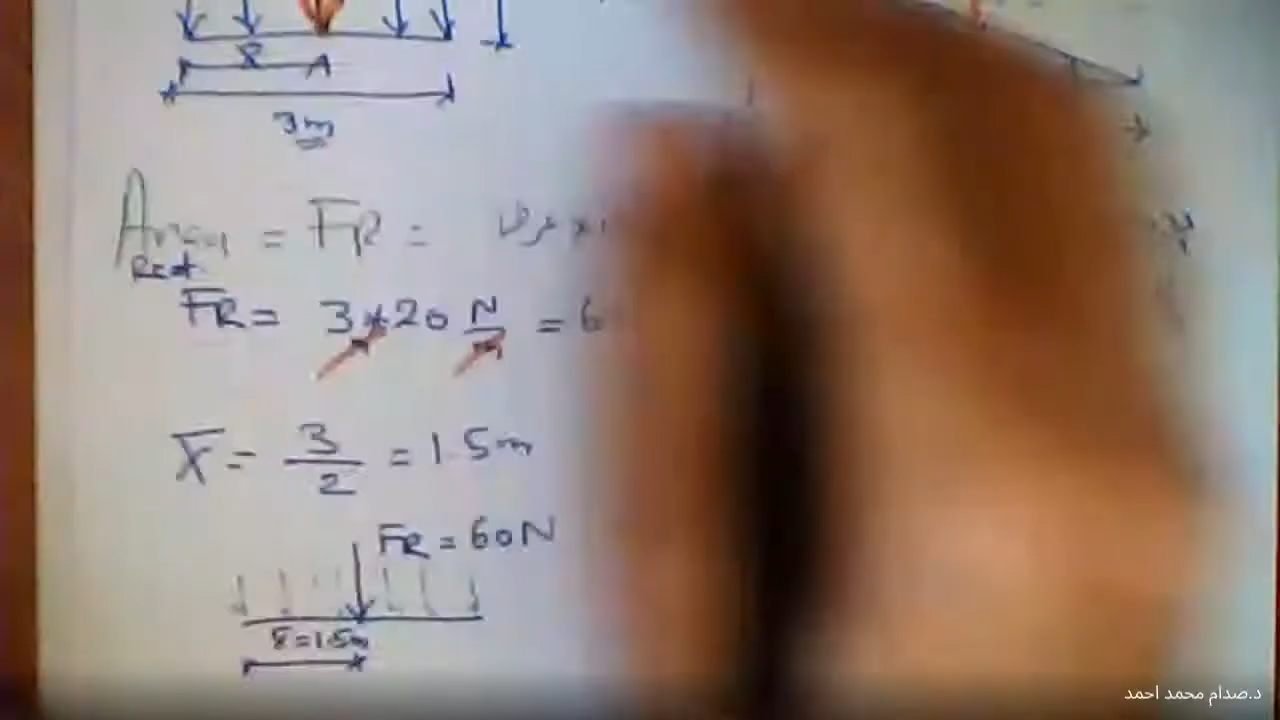 x̄
3m
Area = FR = عرض ×
Rect
FR = 3*20 N/m = 6
x̄ = 3/2 = 1.5m
FR = 60N
x̄=1.5m
د.صدام محمد احمد